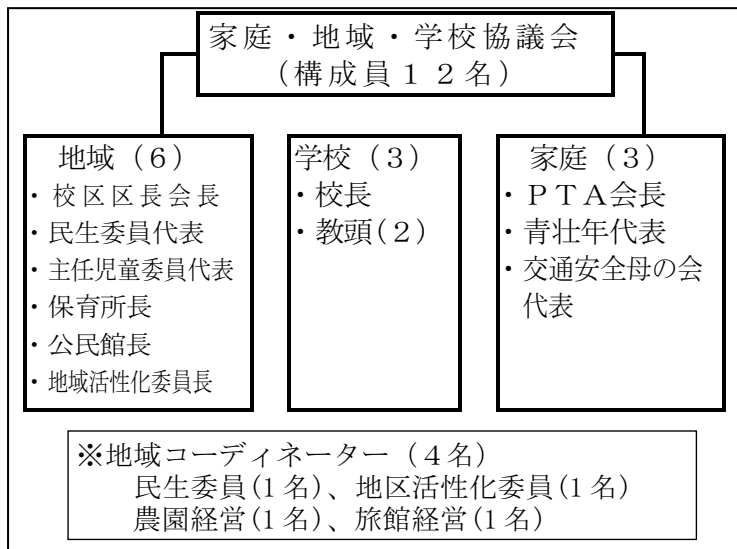 家庭・地域・学校協議会
（構成員１２名）
地域（６）
・校区区長会長
・民生委員代表
・主任児童委員代表
・保育所長
・公民館長
・地域活性化委員長
学校（３）
・校長
・教頭(２)
家庭（３）
・ＰＴＡ会長
・青壮年代表
・交通安全母の会
代表
※地域コーディネーター（４名）
民生委員(１名)、地区活性化委員(１名)
農園経営(１名)、旅館経営(１名)